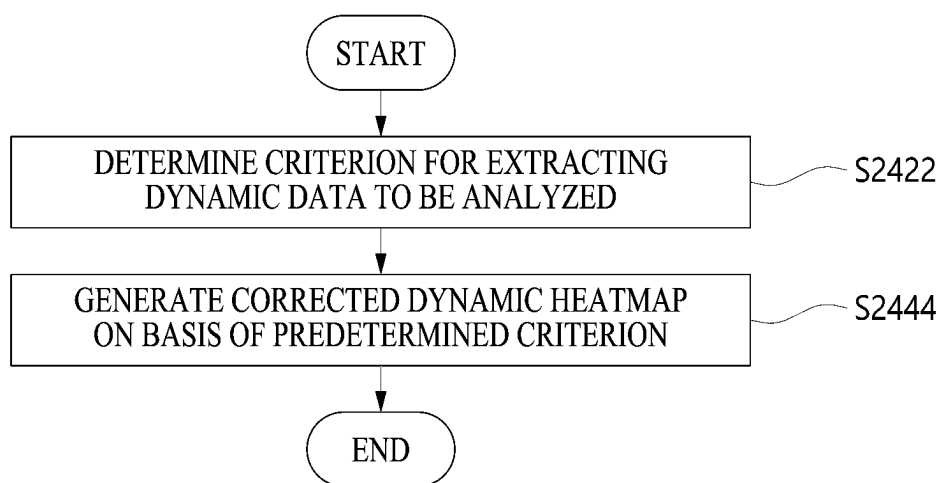 START
DETERMINE CRITERION FOR EXTRACTING
DYNAMIC DATA TO BE ANALYZED
S2422
GENERATE CORRECTED DYNAMIC HEATMAP
ON BASIS OF PREDETERMINED CRITERION
S2444
END